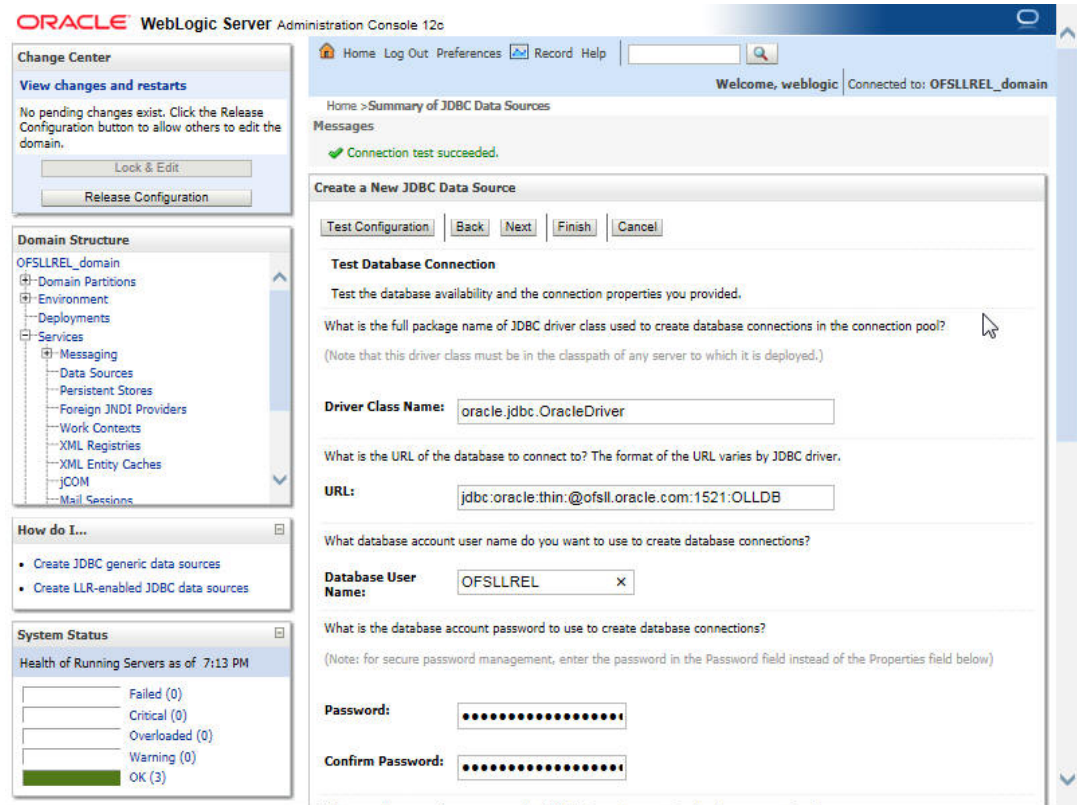 ORACLE WebLogic Server Administration Console 12c
Change Center
View changes and restarts
No pending changes exist. Click the Release
Configuration button to allow others to edit the
domain.
Lock & Edit
Release Configuration
Domain Structure
OFSLLREL_domain
Domain Partitions
Environment
Deployments
Services
Messaging
Data Sources
Persistent Stores
Foreign JNDI Providers
Work Contexts
XML Registries
XML Entity Caches
jCOM
Mail Sessions
How do I...
• Create JDBC generic data sources
• Create LLR-enabled JDBC data sources
System Status
Health of Running Servers as of 7:13 PM
Failed (0)
Critical (0)
Overloaded (0)
Warning (0)
OK (3)
Home Log Out Preferences Record Help
Welcome, weblogic Connected to: OFSLLREL_domain
Home >Summary of JDBC Data Sources
Messages
Connection test succeeded.
Create a New JDBC Data Source
Test Configuration Back Next Finish Cancel
Test Database Connection
Test the database availability and the connection properties you provided.
What is the full package name of JDBC driver class used to create database connections in the connection pool?
(Note that this driver class must be in the classpath of any server to which it is deployed.)
Driver Class Name: oracle.jdbc.OracleDriver
What is the URL of the database to connect to? The format of the URL varies by JDBC driver.
URL: jdbc:oracle:thin:@ofsll.oracle.com:1521:OLLDB
What database account user name do you want to use to create database connections?
Database User
Name: OFSLLREL
What is the database account password to use to create database connections?
(Note: for secure password management, enter the password in the Password field instead of the Properties field below)
Password: ••••••••••••••••••
Confirm Password: ••••••••••••••••••